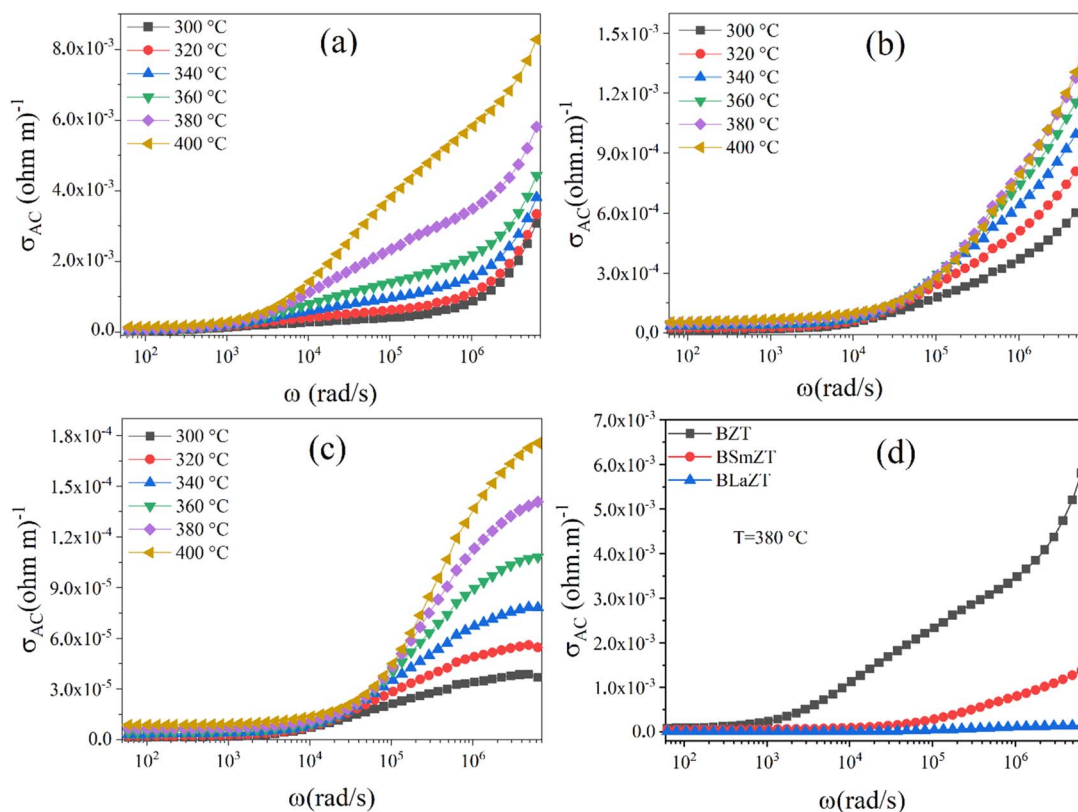 (a)
300 °C
320 °C
340 °C
360 °C
380 °C
400 °C
8.0x10⁻³
6.0x10⁻³
4.0x10⁻³
2.0x10⁻³
0.0
σAC (ohm m)⁻¹
10² 10³ 10⁴ 10⁵ 10⁶
ω (rad/s)
(b)
300 °C
320 °C
340 °C
360 °C
380 °C
400 °C
1.5x10⁻³
1.2x10⁻³
9.0x10⁻⁴
6.0x10⁻⁴
3.0x10⁻⁴
0.0
σAC(ohm.m)⁻¹
10² 10³ 10⁴ 10⁵ 10⁶
ω(rad/s)
(c)
300 °C
320 °C
340 °C
360 °C
380 °C
400 °C
1.8x10⁻⁴
1.5x10⁻⁴
1.2x10⁻⁴
9.0x10⁻⁵
6.0x10⁻⁵
3.0x10⁻⁵
0.0
σAC(ohm m)⁻¹
10² 10³ 10⁴ 10⁵ 10⁶
ω(rad/s)
(d)
BZT
BSmZT
BLaZT
T=380 °C
7.0x10⁻³
6.0x10⁻³
5.0x10⁻³
4.0x10⁻³
3.0x10⁻³
2.0x10⁻³
1.0x10⁻³
0.0
σAC (ohm.m)⁻¹
10² 10³ 10⁴ 10⁵ 10⁶
ω(rad/s)